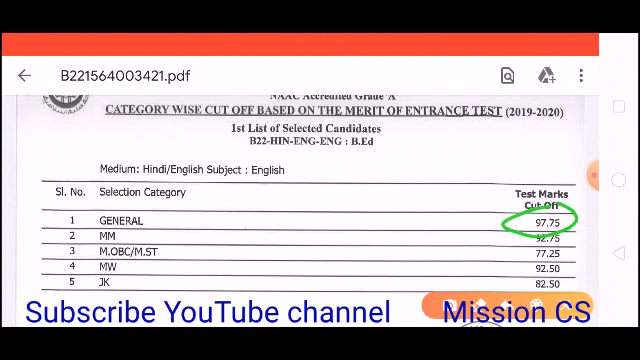 B221564003421.pdf
NAAC Accredited Grade 'A'
CATEGORY WISE CUT OFF BASED ON THE MERIT OF ENTRANCE TEST (2019-2020)
1st List of Selected Candidates
B22-HIN-ENG-ENG : B.Ed
Medium: Hindi/English Subject : English
Sl. No. Selection Category Test Marks
Cut Off
1 GENERAL 97.75
2 MM 92.75
3 M.OBC/M.ST 77.25
4 MW 92.50
5 JK 82.50
Subscribe YouTube channel Mission CS